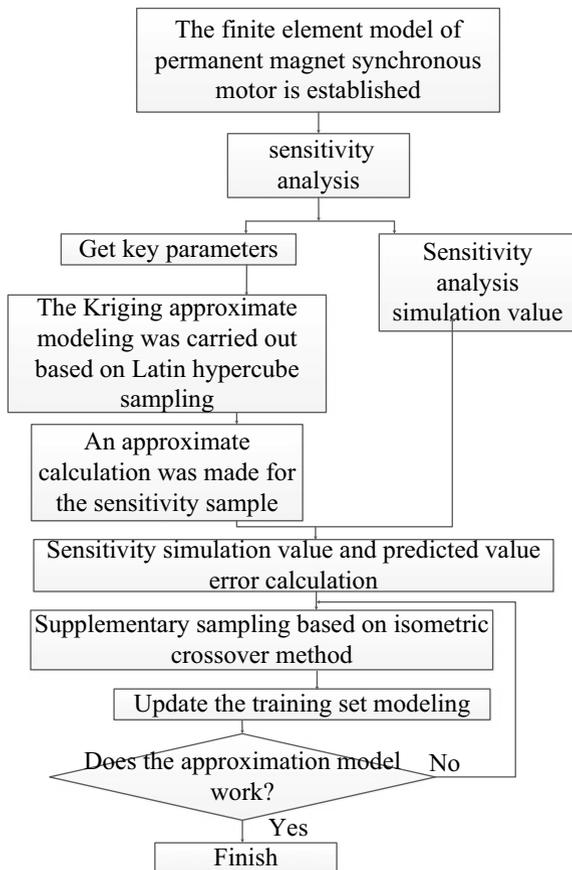 The finite element model of
permanent magnet synchronous
motor is established
sensitivity
analysis
Get key parameters
Sensitivity
analysis
simulation value
The Kriging approximate
modeling was carried out
based on Latin hypercube
sampling
An approximate
calculation was made for
the sensitivity sample
Sensitivity simulation value and predicted value
error calculation
Supplementary sampling based on isometric
crossover method
Update the training set modeling
Does the approximation model
work?
No
Yes
Finish